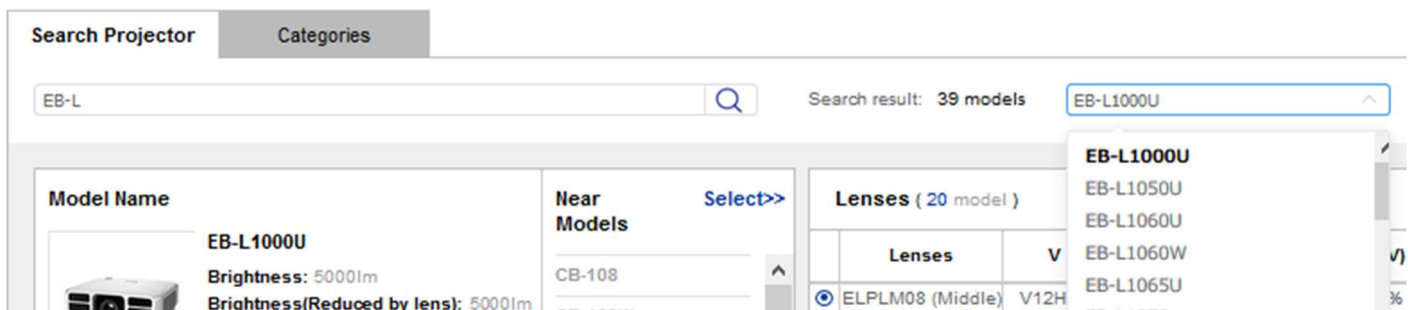 Search Projector
Categories
EB-L
Search result: 39 models
EB-L1000U
EB-L1000U
EB-L1050U
EB-L1060U
EB-L1060W
EB-L1065U
Model Name
EB-L1000U
Brightness: 5000lm
Brightness(Reduced by lens): 5000lm
Near Models
Select>>
CB-108
Lenses ( 20 model )
Lenses
V
V)
ELPLM08 (Middle)
V12H
%